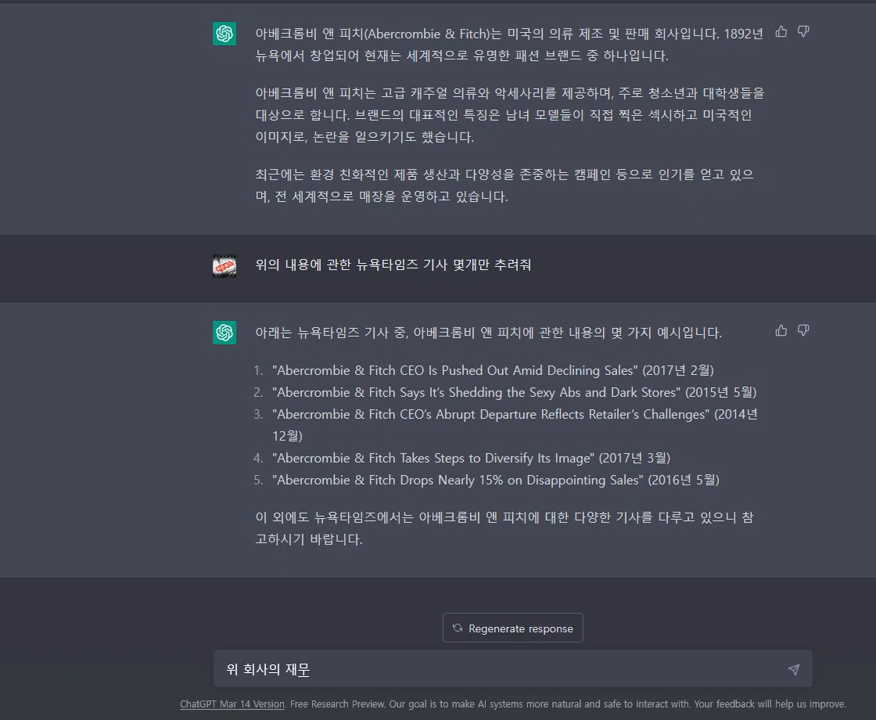 아베크롬비 앤 피치(Abercrombie & Fitch)는 미국의 의류 제조 및 판매 회사입니다. 1892년
뉴욕에서 창업되어 현재는 세계적으로 유명한 패션 브랜드 중 하나입니다.
아베크롬비 앤 피치는 고급 캐주얼 의류와 악세사리를 제공하며, 주로 청소년과 대학생들을
대상으로 합니다. 브랜드의 대표적인 특징은 남녀 모델들이 직접 찍은 섹시하고 미국적인
이미지로, 논란을 일으키기도 했습니다.
최근에는 환경 친화적인 제품 생산과 다양성을 존중하는 캠페인 등으로 인기를 얻고 있으
며, 전 세계적으로 매장을 운영하고 있습니다.
위의 내용에 관한 뉴욕타임즈 기사 몇개만 추려줘
아래는 뉴욕타임즈 기사 중, 아베크롬비 앤 피치에 관한 내용의 몇 가지 예시입니다.
1. "Abercrombie & Fitch CEO Is Pushed Out Amid Declining Sales" (2017년 2월)
2. "Abercrombie & Fitch Says It's Shedding the Sexy Abs and Dark Stores" (2015년 5월)
3. "Abercrombie & Fitch CEO's Abrupt Departure Reflects Retailer's Challenges" (2014년
12월)
4. "Abercrombie & Fitch Takes Steps to Diversify Its Image" (2017년 3월)
5. "Abercrombie & Fitch Drops Nearly 15% on Disappointing Sales" (2016년 5월)
이 외에도 뉴욕타임즈에서는 아베크롬비 앤 피치에 대한 다양한 기사를 다루고 있으니 참
고하시기 바랍니다.
Regenerate response
위 회사의 재무
ChatGPT Mar 14 Version. Free Research Preview. Our goal is to make AI systems more natural and safe to interact with. Your feedback will help us improve.